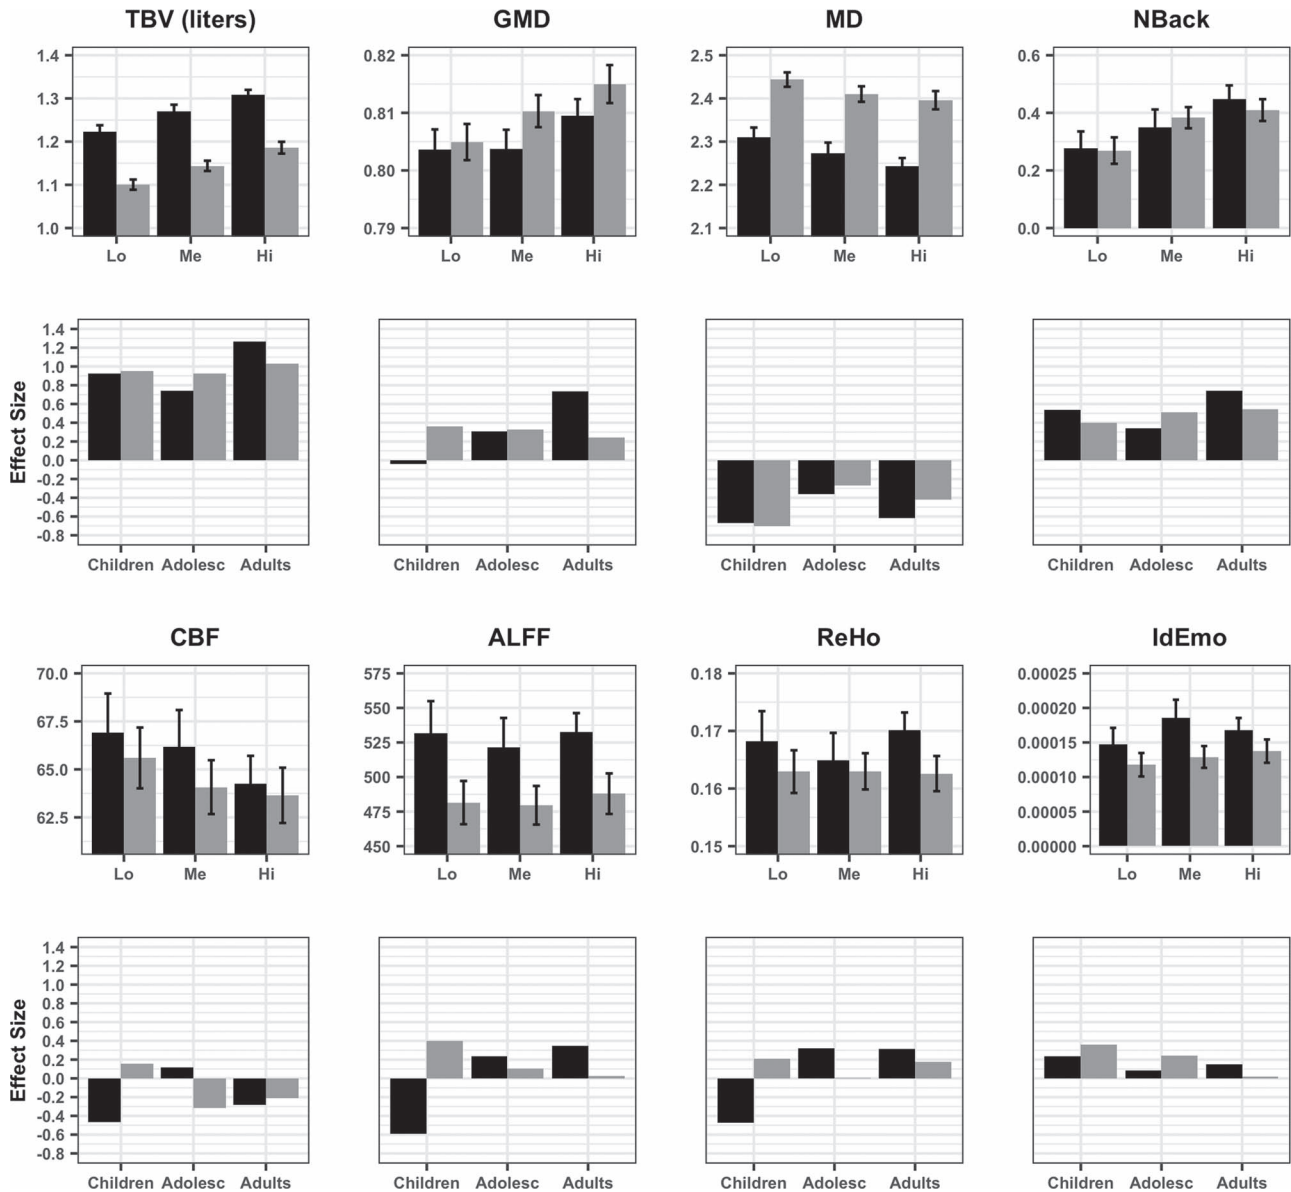 TBV (liters) GMD MD NBack
1.4 0.82 2.5 0.6
1.3 0.81 2.4 0.4
1.2 0.80 2.3 0.2
1.1 0.79 2.2 0.0
1.0 2.1
Lo Me Hi Lo Me Hi Lo Me Hi Lo Me Hi
Effect Size
1.4
1.2
1.0
0.8
0.6
0.4
0.2
0.0
-0.2
-0.4
-0.6
-0.8
Children Adolesc Adults Children Adolesc Adults Children Adolesc Adults Children Adolesc Adults
CBF ALFF ReHo IdEmo
70.0 575 0.18 0.00025
67.5 550 0.17 0.00020
65.0 525 0.16 0.00015
62.5 500 0.15 0.00010
475 0.00005
450 0.00000
Lo Me Hi Lo Me Hi Lo Me Hi Lo Me Hi
Effect Size
1.4
1.2
1.0
0.8
0.6
0.4
0.2
0.0
-0.2
-0.4
-0.6
-0.8
Children Adolesc Adults Children Adolesc Adults Children Adolesc Adults Children Adolesc Adults